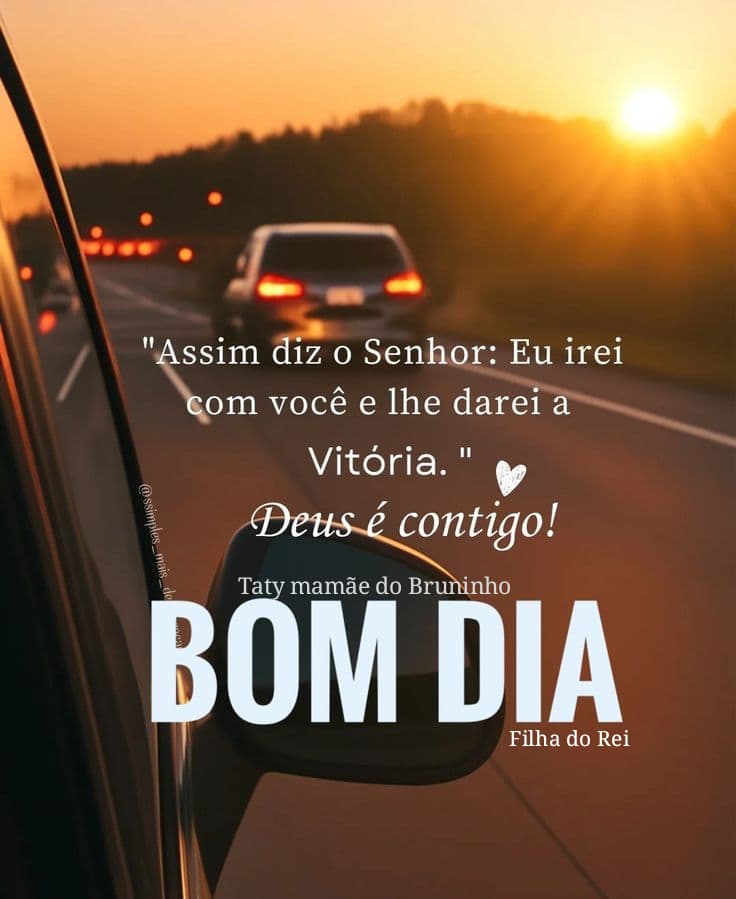 "Assim diz o Senhor: Eu irei
com você e lhe darei a
Vitória. "
Deus é contigo!
Taty mamãe do Bruninho
BOM DIA
Filha do Rei
@ssimples_mais_de